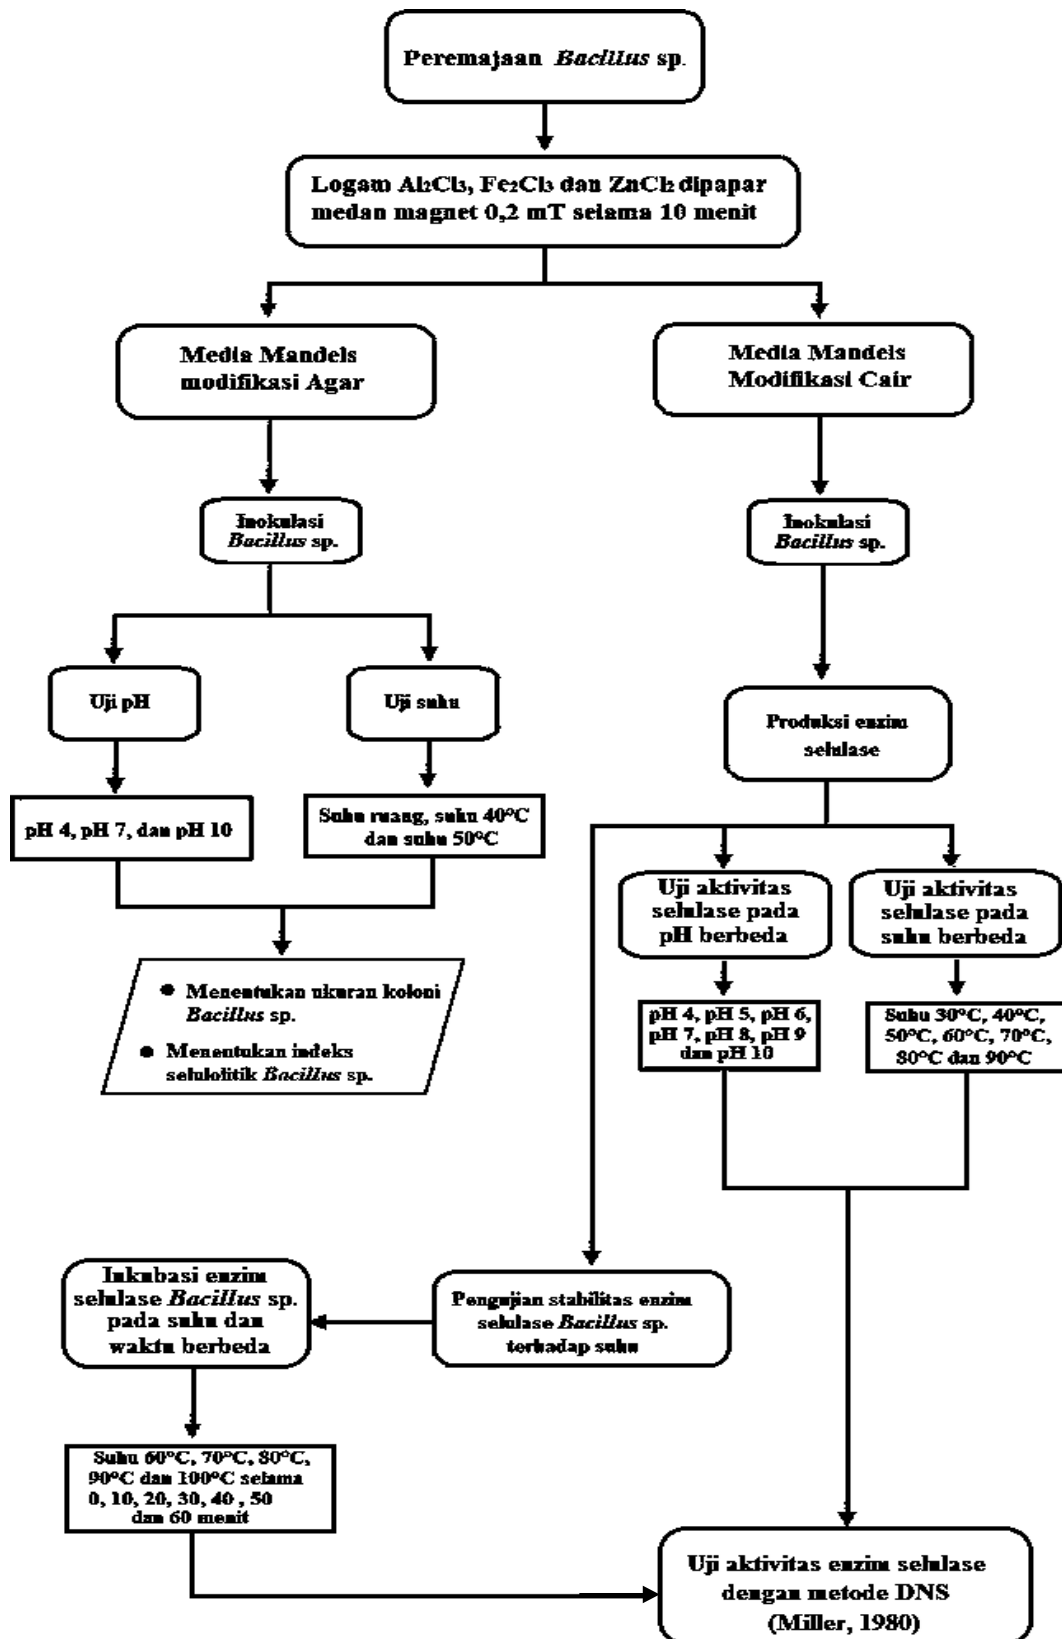 Peremajaan Bacillus sp.
Logam Al₂Cl₃, Fe₂Cl₃ dan ZnCl₂ dipapar
medan magnet 0,2 mT selama 10 menit
Media Mandels
modifikasi Agar
Media Mandels
Modifikasi Cair
Inokulasi
Bacillus sp.
Inokulasi
Bacillus sp.
Uji pH
Uji suhu
Produksi enzim
selulase
pH 4, pH 7, dan pH 10
Suhu ruang, suhu 40°C
dan suhu 50°C
Uji aktivitas
selulase pada
pH berbeda
Uji aktivitas
selulase pada
suhu berbeda
● Menentukan ukuran koloni
Bacillus sp.
● Menentukan indeks
selulolitik Bacillus sp.
pH 4, pH 5, pH 6,
pH 7, pH 8, pH 9
dan pH 10
Suhu 30°C, 40°C,
50°C, 60°C, 70°C,
80°C dan 90°C
Inkubasi enzim
selulase Bacillus sp.
pada suhu dan
waktu berbeda
Pengujian stabilitas enzim
selulase Bacillus sp.
terhadap suhu
Suhu 60°C, 70°C, 80°C,
90°C dan 100°C selama
0, 10, 20, 30, 40 , 50
dan 60 menit
Uji aktivitas enzim selulase
dengan metode DNS
(Miller, 1980)